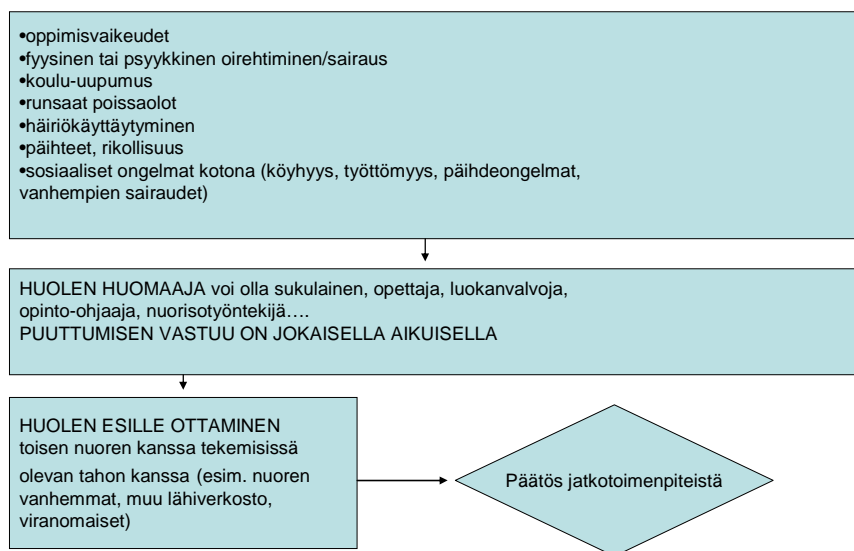 •oppimisvaikeudet
•fyysinen tai psyykkinen oirehtiminen/sairaus
•koulu-uupumus
•runsaat poissaolot
•häiriökäyttäytyminen
•päihteet, rikollisuus
•sosiaaliset ongelmat kotona (köyhyys, työttömyys, päihdeongelmat,
vanhempien sairaudet)
HUOLEN HUOMAAJA voi olla sukulainen, opettaja, luokanvalvoja,
opinto-ohjaaja, nuorisotyöntekijä….
PUUTTUMISEN VASTUU ON JOKAISELLA AIKUISELLA
HUOLEN ESILLE OTTAMINEN
toisen nuoren kanssa tekemisissä
olevan tahon kanssa (esim. nuoren
vanhemmat, muu lähiverkosto,
viranomaiset)
Päätös jatkotoimenpiteistä